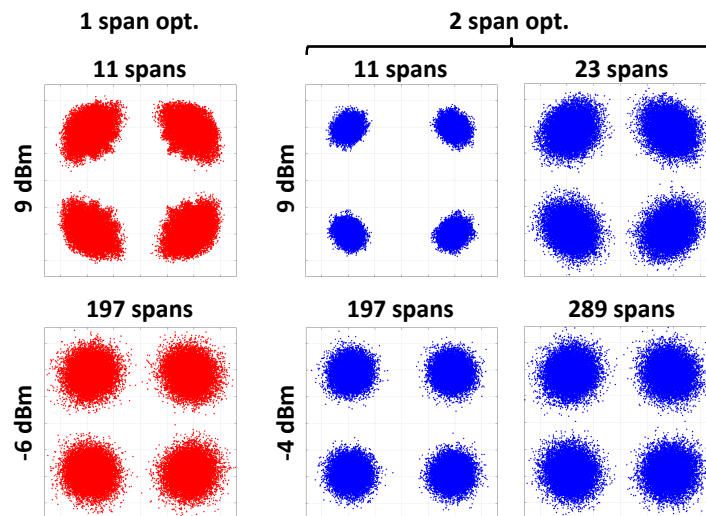 1 span opt.
2 span opt.
11 spans
11 spans
23 spans
9 dBm
9 dBm
197 spans
197 spans
289 spans
-6 dBm
-4 dBm